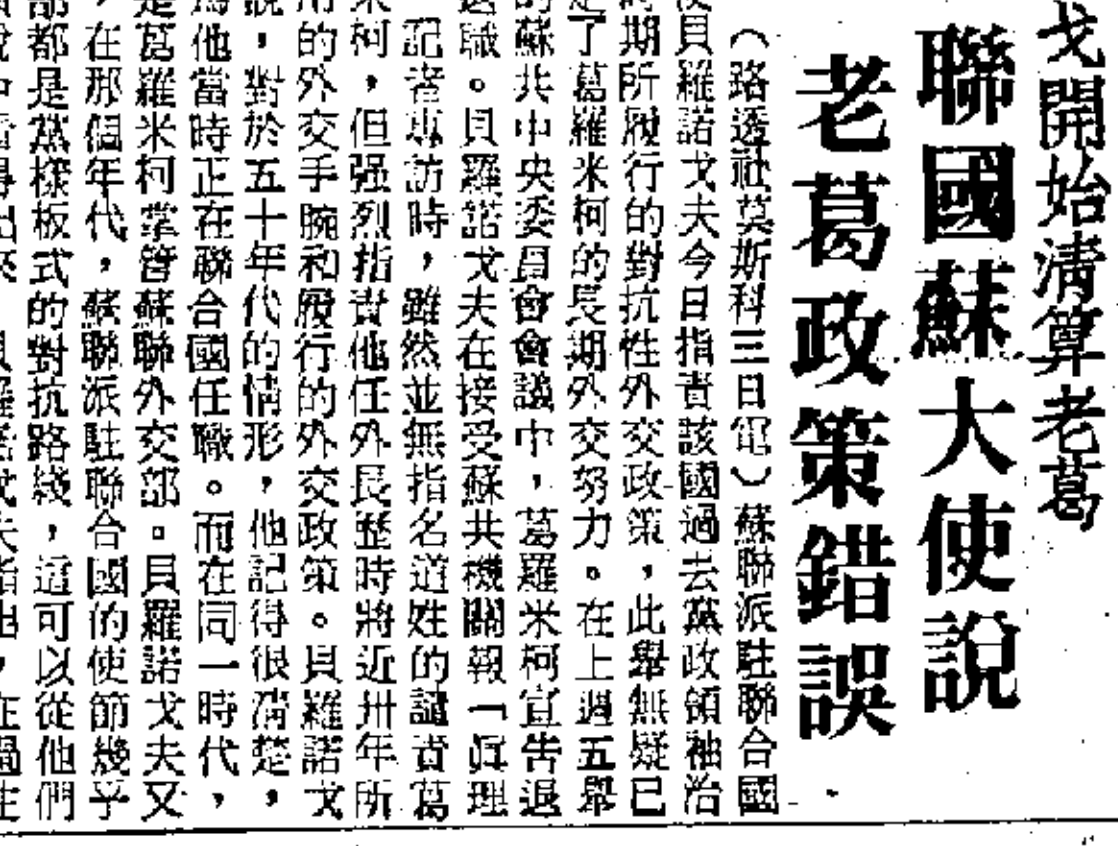 戈開始清算老葛
聯國蘇大使說
老葛政策錯誤
(路透社莫斯科三日電)蘇聯派駐聯合國
使貝羅諾戈夫今日指責該國過去黨政領袖治
期所履行的對抗性外交政策,此舉無疑已
了葛羅米柯的長期外交努力。在上週五舉
的蘇共中央委員會會議中,葛羅米柯宣告退
職。貝羅諾戈夫在接受蘇共機關報「眞理
記者專訪時,雖然並無指名道姓的譴責葛
米柯,但强烈指責他任外長整時將近卅年所
用的外交手腕和履行的外交政策。貝羅諾戈
說,對於五十年代的情形,他記得很清楚,
爲他當時正在聯合國任職。而在同一時代,
是葛羅米柯掌管蘇聯外交部。貝羅諾戈夫又
,在那個年代,蘇聯派駐聯合國的使節幾乎
部都是黨樣板式的對抗路綫,這可以從他們